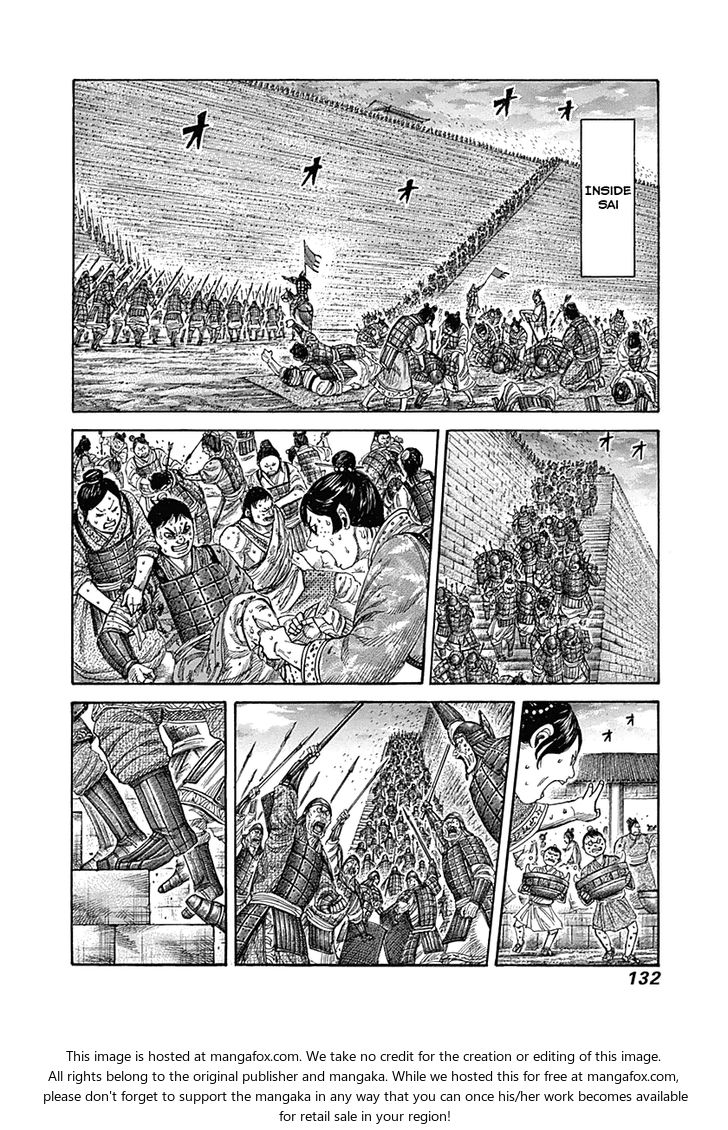 オ
オ
オ
オ
オ
INSIDE
SAI
オ
オ
オ
オ
132
This image is hosted at mangafox.com. We take no credit for the creation or editing of this image.
All rights belong to the original publisher and mangaka. While we hosted this for free at mangafox.com,
please don't forget to support the mangaka in any way that you can once his/her work becomes available
for retail sale in your region!